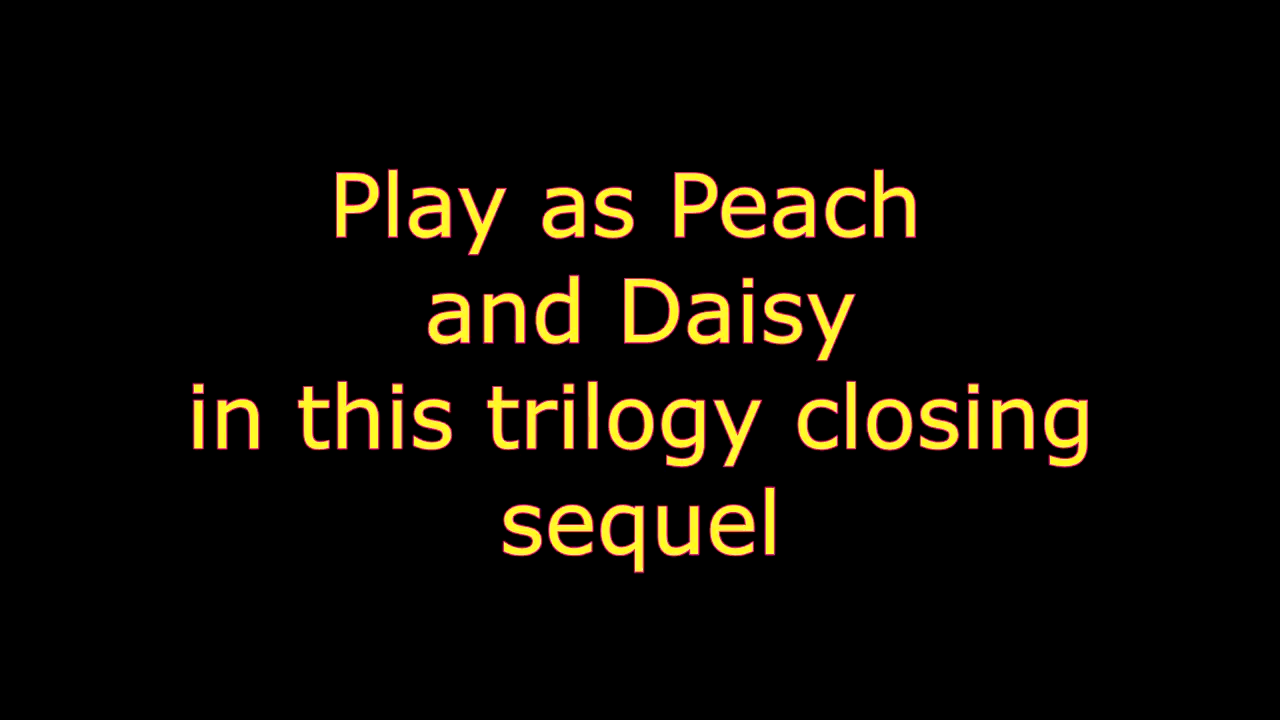 Play as Peach
and Daisy
in this trilogy closing
sequel